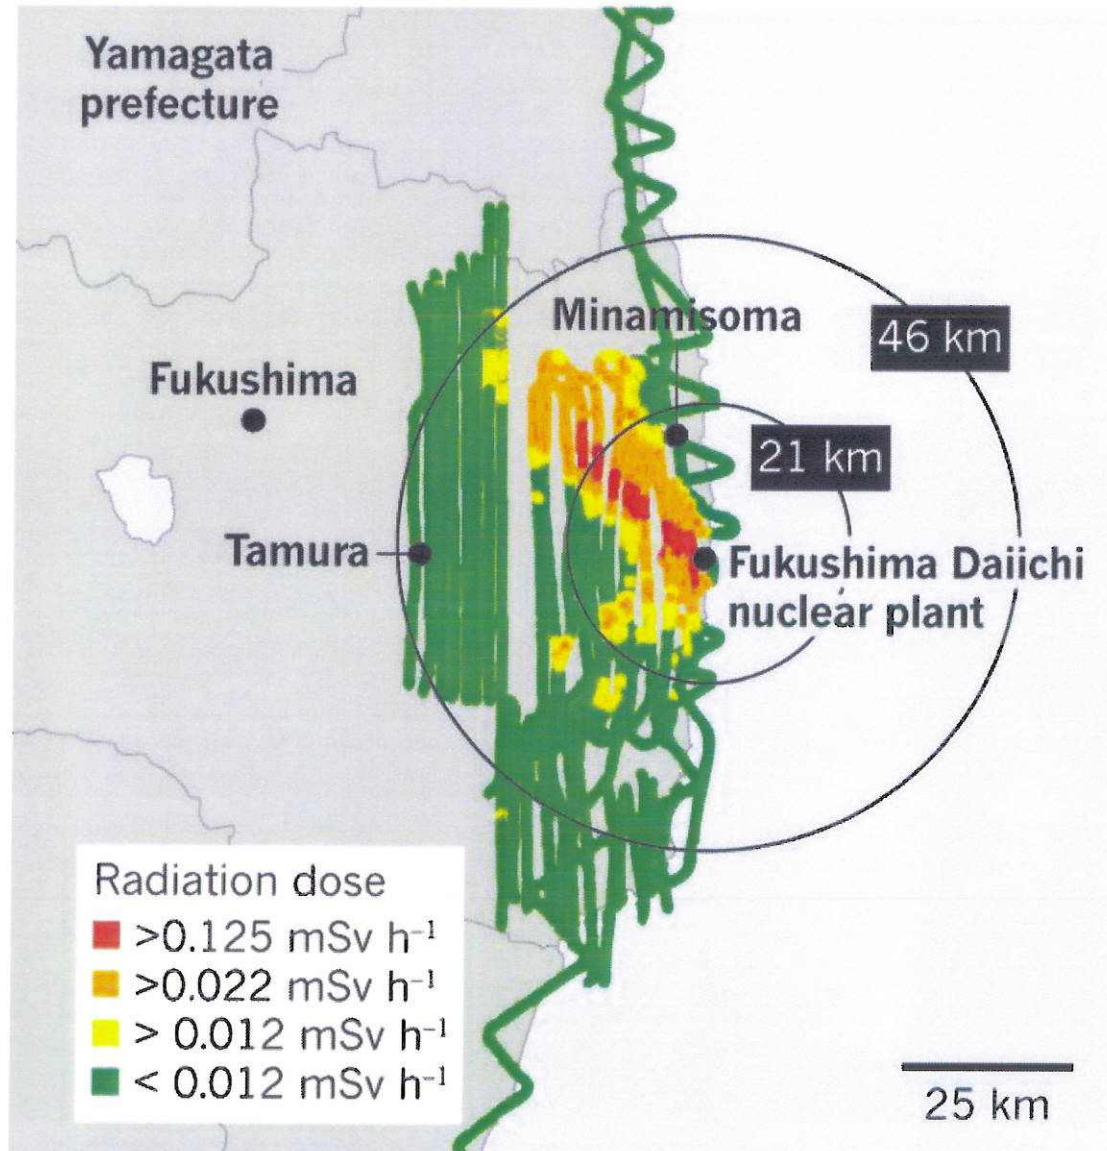 Yamagata
prefecture
Minamisoma
46 km
Fukushima
21 km
Tamura
Fukushima Daiichi
nuclear plant
Radiation dose
>0.125 mSv h⁻¹
>0.022 mSv h⁻¹
> 0.012 mSv h⁻¹
< 0.012 mSv h⁻¹
25 km